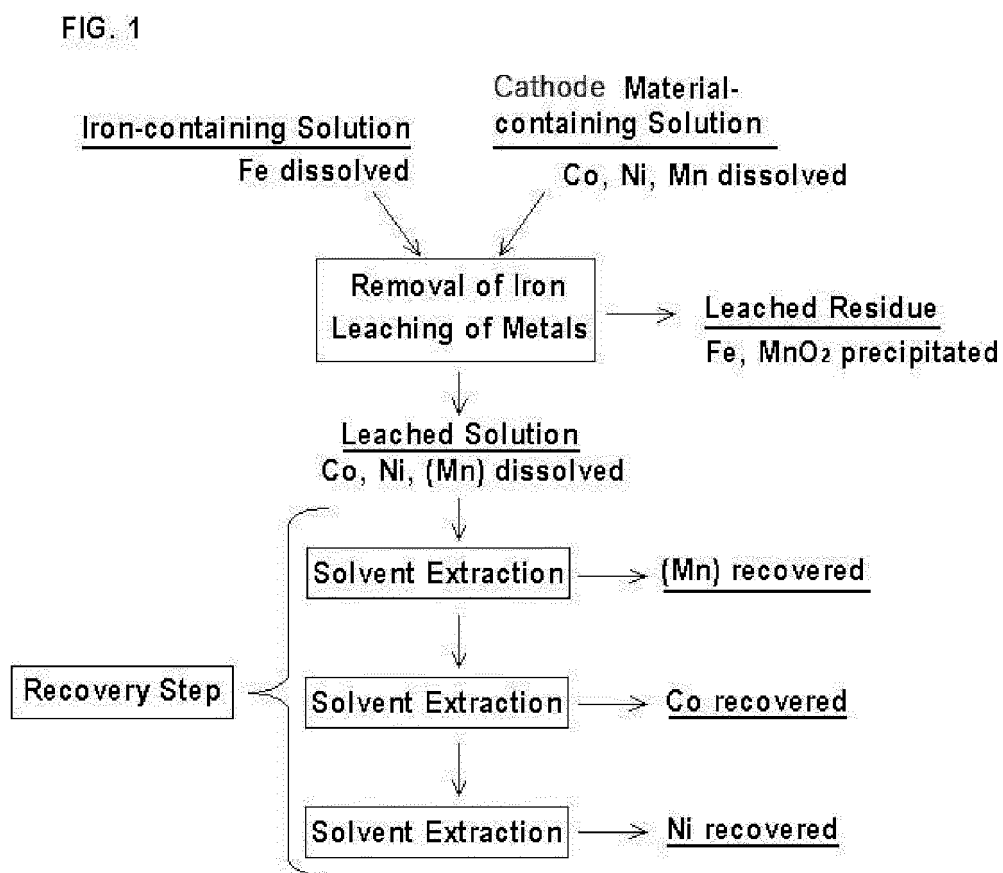 FIG. 1
Iron-containing Solution
Fe dissolved
Cathode Material-
containing Solution
Co, Ni, Mn dissolved
Removal of Iron
Leaching of Metals
Leached Residue
Fe, MnO₂ precipitated
Leached Solution
Co, Ni, (Mn) dissolved
Solvent Extraction
(Mn) recovered
Recovery Step
Solvent Extraction
Co recovered
Solvent Extraction
Ni recovered